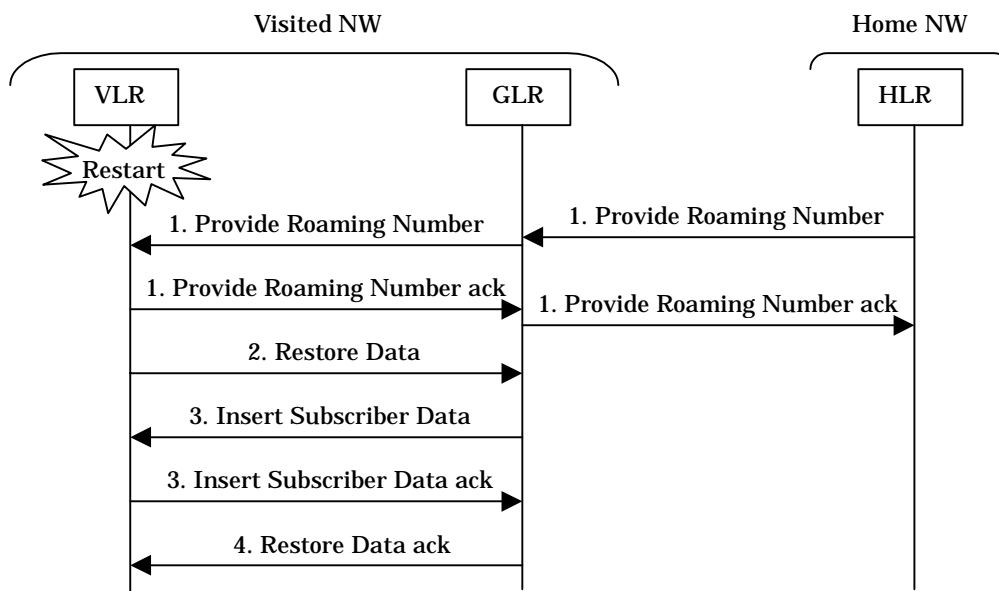 Visited NW
Home NW
VLR
GLR
HLR
Restart
1. Provide Roaming Number
1. Provide Roaming Number
1. Provide Roaming Number ack
1. Provide Roaming Number ack
2. Restore Data
3. Insert Subscriber Data
3. Insert Subscriber Data ack
4. Restore Data ack